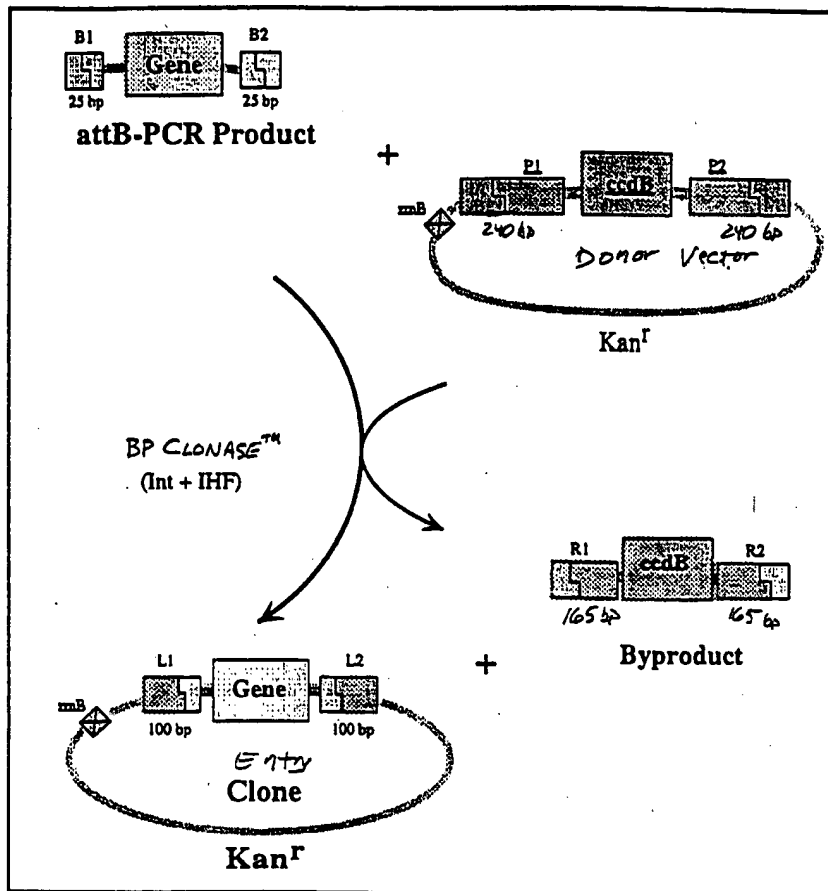 B1 B2
Gene
25 bp 25 bp
attB-PCR Product
+
P1 ccdB P2
rrnB
240 bp 240 bp
Donor Vector
Kanr
BP CLONASE™
(Int + IHF)
R1 ccdB R2
165 bp 165 bp
Byproduct
+
L1 L2
Gene
rrnB
100 bp 100 bp
Entry
Clone
Kanr